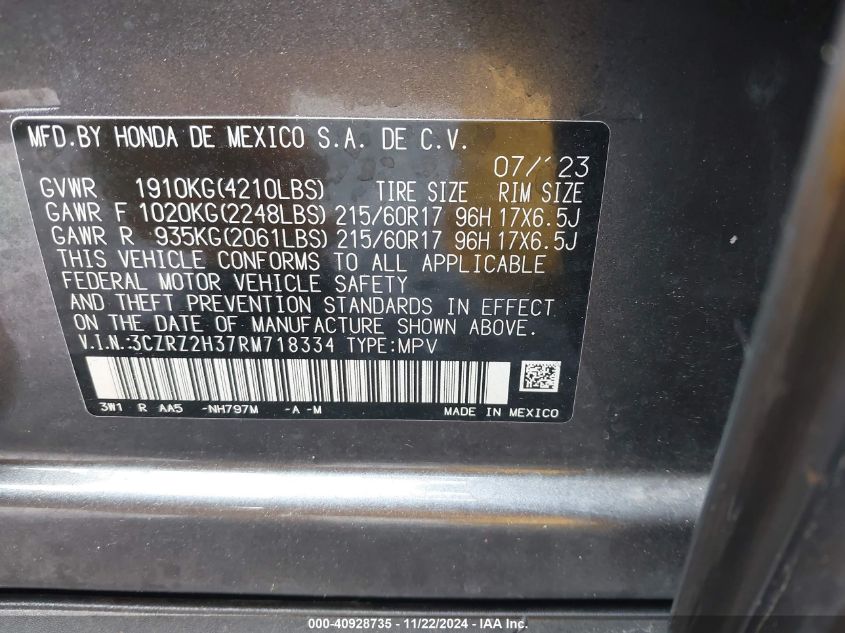 MFD.BY HONDA DE MEXICO S.A. DE C.V.
07/'23
GVWR 1910KG(4210LBS) TIRE SIZE RIM SIZE
GAWR F 1020KG(2248LBS) 215/60R17 96H 17X6.5J
GAWR R 935KG(2061LBS) 215/60R17 96H 17X6.5J
THIS VEHICLE CONFORMS TO ALL APPLICABLE
FEDERAL MOTOR VEHICLE SAFETY
AND THEFT PREVENTION STANDARDS IN EFFECT
ON THE DATE OF MANUFACTURE SHOWN ABOVE.
V.I.N.:3CZRZ2H37RM718334 TYPE:MPV
3W1 R AA5 -NH797M -A -M MADE IN MEXICO
000-40928735 - 11/22/2024 - IAA Inc.